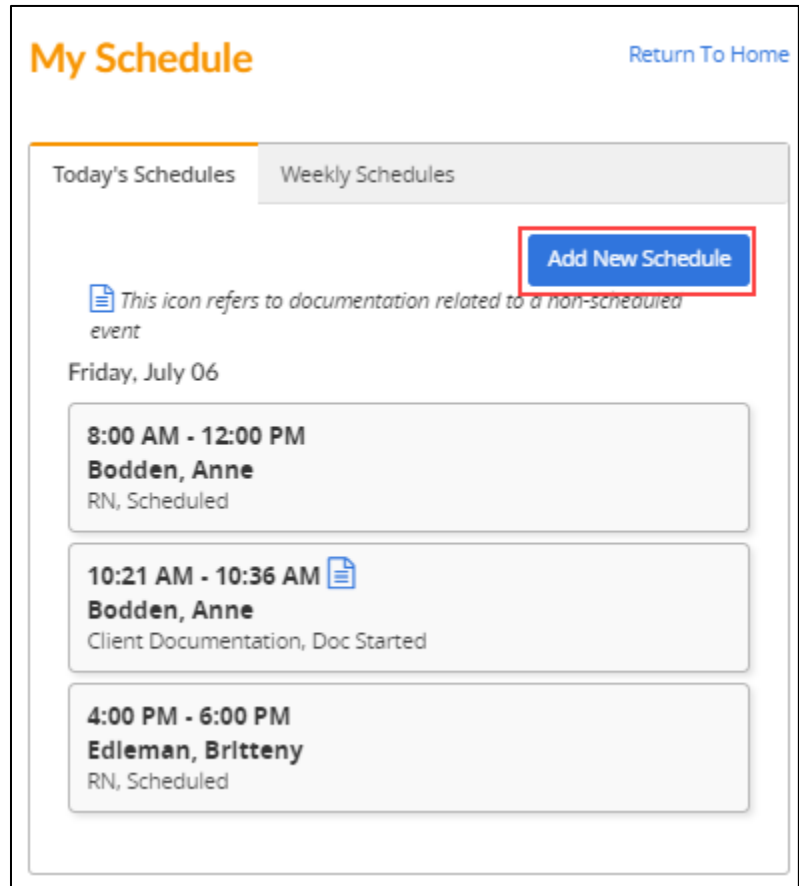 My Schedule
Return To Home
Today's Schedules
Weekly Schedules
Add New Schedule
This icon refers to documentation related to a non-scheduled
event
Friday, July 06
8:00 AM - 12:00 PM
Bodden, Anne
RN, Scheduled
10:21 AM - 10:36 AM
Bodden, Anne
Client Documentation, Doc Started
4:00 PM - 6:00 PM
Edleman, Britteny
RN, Scheduled